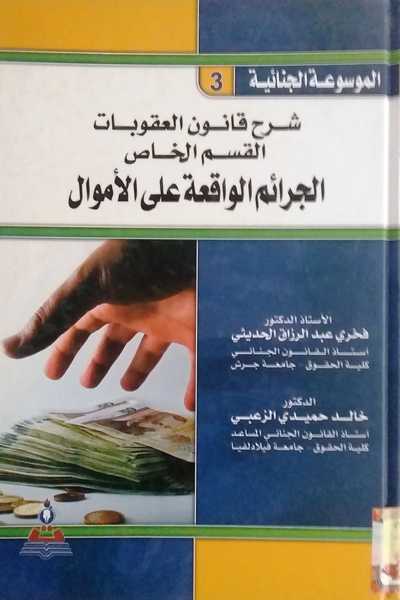 الموسوعة الجنائية 3
شرح قانون العقوبات
القسم الخاص
الجرائم الواقعة على الأموال
الأستاذ الدكتور
فخري عبد الرزاق الحديثي
أستاذ القانون الجنائي
كلية الحقوق - جامعة جرش
الدكتور
خالد حميدي الزعبي
أستاذ القانون الجنائي المساعد
كلية الحقوق - جامعة فيلادلفيا